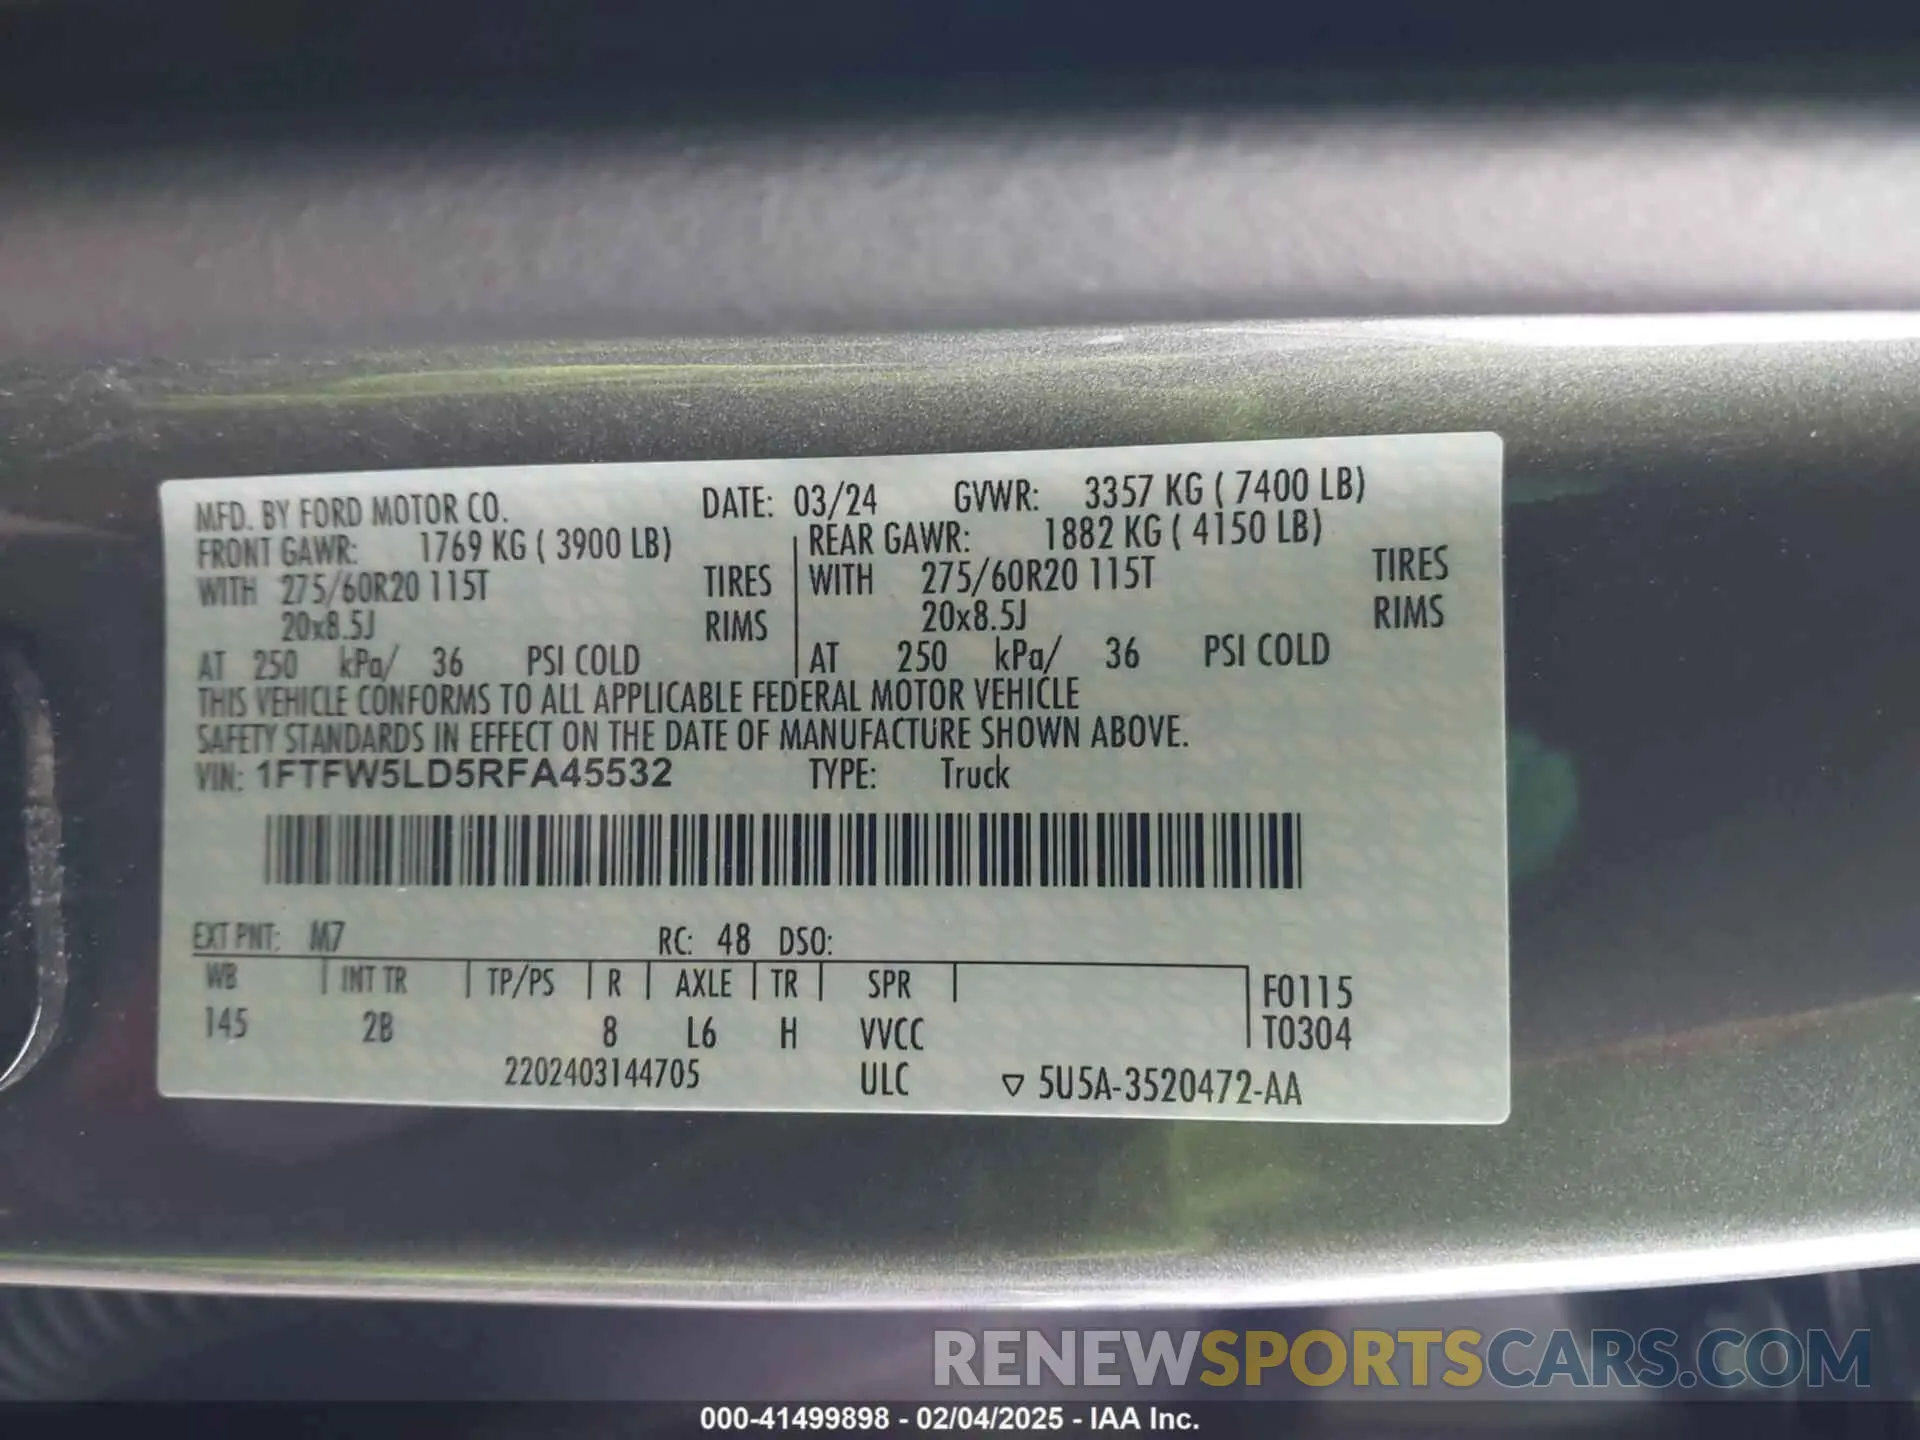 MFD. BY FORD MOTOR CO. DATE: 03/24 GVWR: 3357 KG ( 7400 LB)
FRONT GAWR: 1769 KG ( 3900 LB) REAR GAWR: 1882 KG ( 4150 LB)
WITH 275/60R20 115T TIRES WITH 275/60R20 115T TIRES
20x8.5J RIMS 20x8.5J RIMS
AT 250 kPa/ 36 PSI COLD AT 250 kPa/ 36 PSI COLD
THIS VEHICLE CONFORMS TO ALL APPLICABLE FEDERAL MOTOR VEHICLE
SAFETY STANDARDS IN EFFECT ON THE DATE OF MANUFACTURE SHOWN ABOVE.
VIN: 1FTFW5LD5RFA45532 TYPE: Truck
EXT PNT: M7 RC: 48 DSO:
WB INT TR TP/PS R AXLE TR SPR F0115
145 2B 8 L6 H VVCC T0304
2202403144705 ULC ▽ 5U5A-3520472-AA
RENEWSPORTSCARS.COM
000-41499898 - 02/04/2025 - IAA Inc.